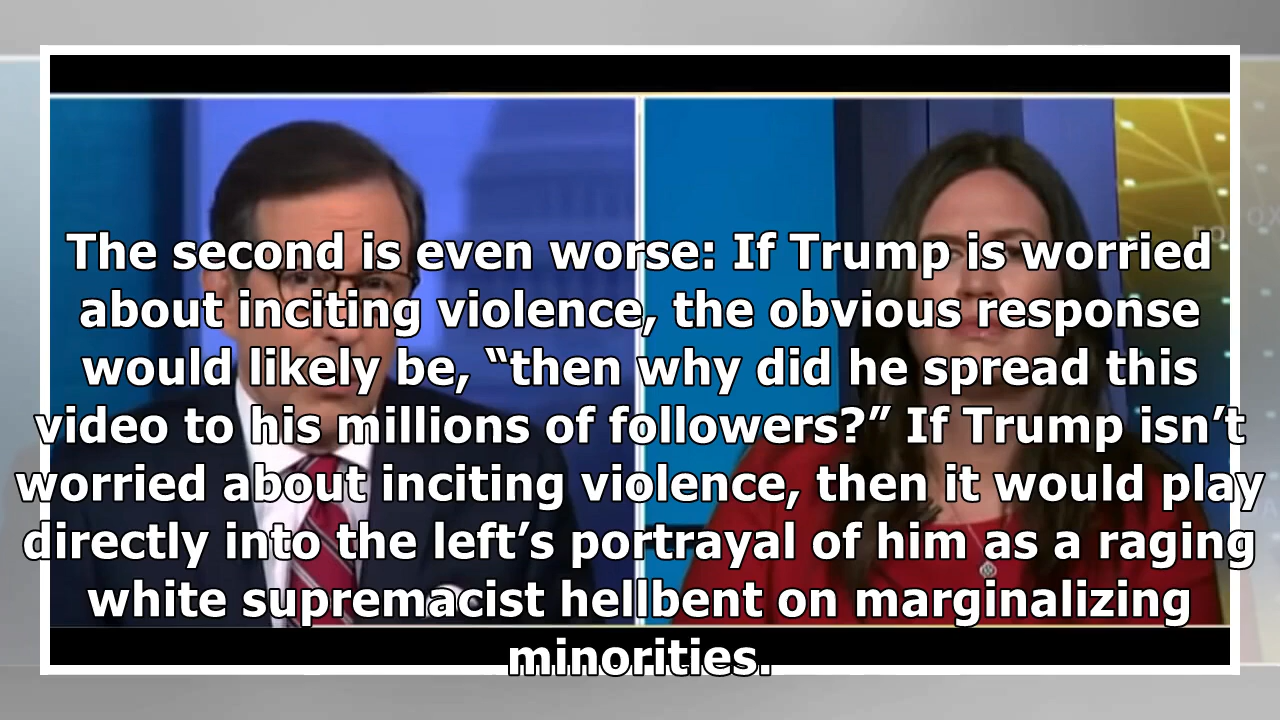 The second is even worse: If Trump is worried
about inciting violence, the obvious response
would likely be, “then why did he spread this
video to his millions of followers?” If Trump isn’t
worried about inciting violence, then it would play
directly into the left’s portrayal of him as a raging
white supremacist hellbent on marginalizing
minorities.